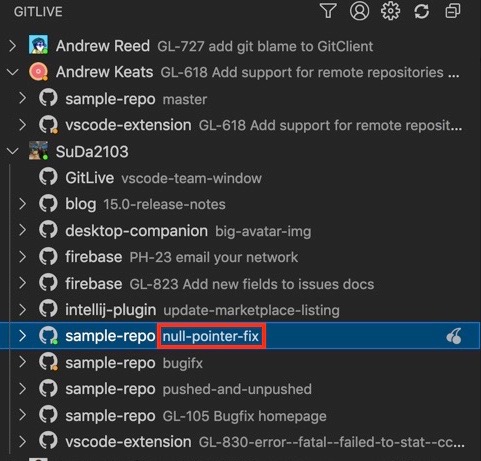 GITLIVE
Andrew Reed GL-727 add git blame to GitClient
Andrew Keats GL-618 Add support for remote repositories ...
sample-repo master
vscode-extension GL-618 Add support for remote reposit...
SuDa2103
GitLive vscode-team-window
blog 15.0-release-notes
desktop-companion big-avatar-img
firebase PH-23 email your network
firebase GL-823 Add new fields to issues docs
intellij-plugin update-marketplace-listing
sample-repo null-pointer-fix
sample-repo bugifx
sample-repo pushed-and-unpushed
sample-repo GL-105 Bugfix homepage
vscode-extension GL-830-error--fatal--failed-to-stat--cc...